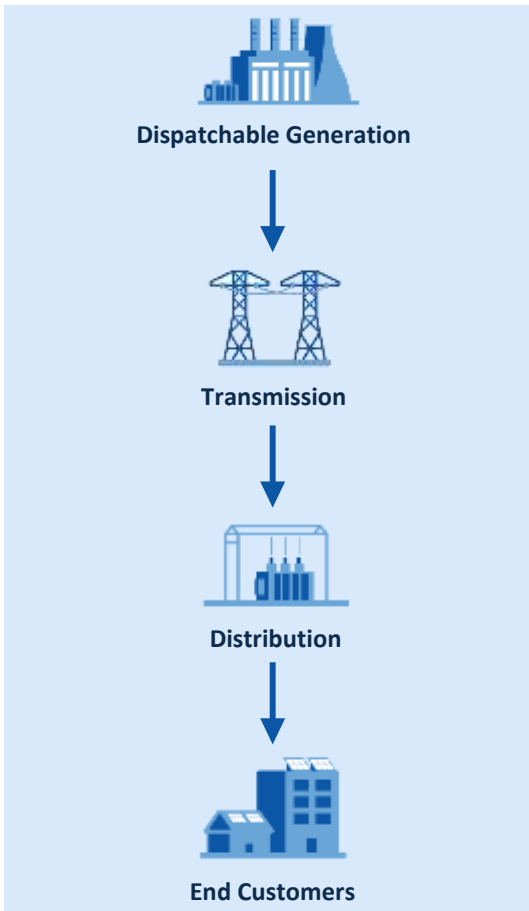 Dispatchable Generation
Transmission
Distribution
End Customers